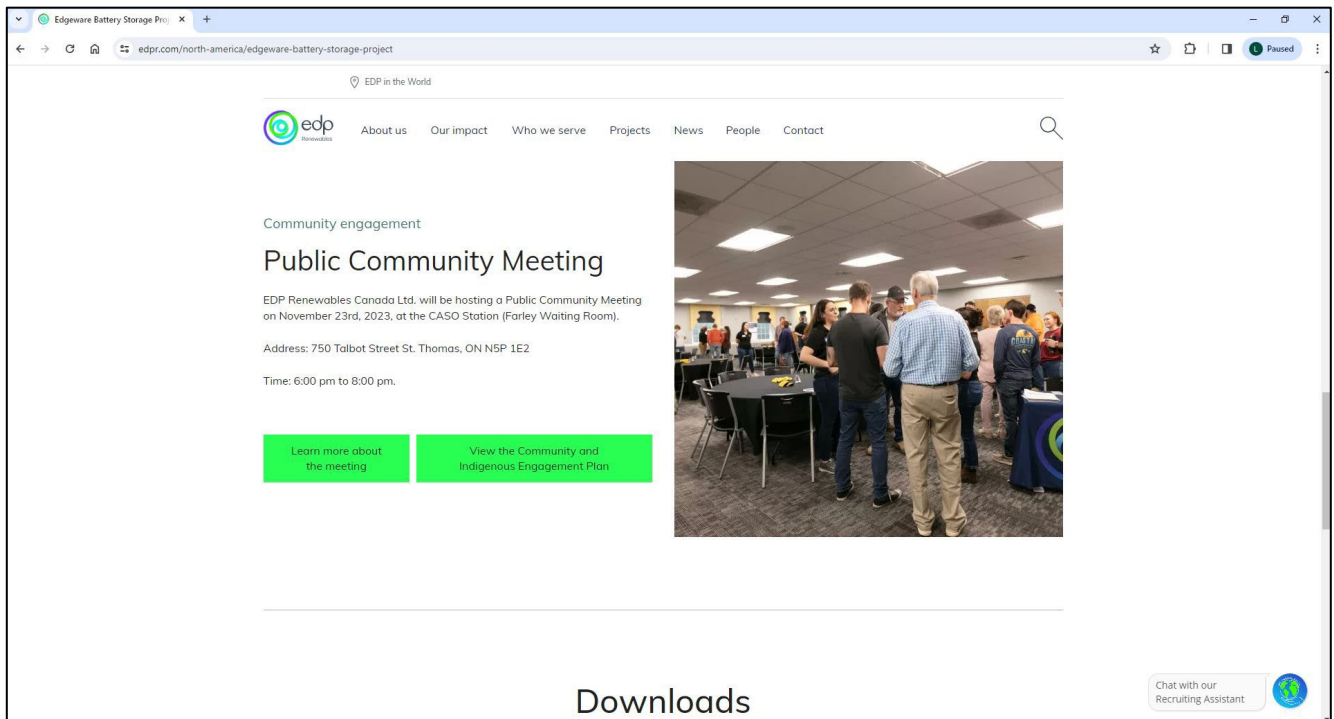 Edgeware Battery Storage Proj
edpr.com/north-america/edgeware-battery-storage-project
L Paused
EDP in the World
edp
Renewables
About us Our impact Who we serve Projects News People Contact
Community engagement
Public Community Meeting
EDP Renewables Canada Ltd. will be hosting a Public Community Meeting
on November 23rd, 2023, at the CASO Station (Farley Waiting Room).
Address: 750 Talbot Street St. Thomas, ON N5P 1E2
Time: 6:00 pm to 8:00 pm.
Learn more about
the meeting
View the Community and
Indigenous Engagement Plan
Downloads
Chat with our
Recruiting Assistant